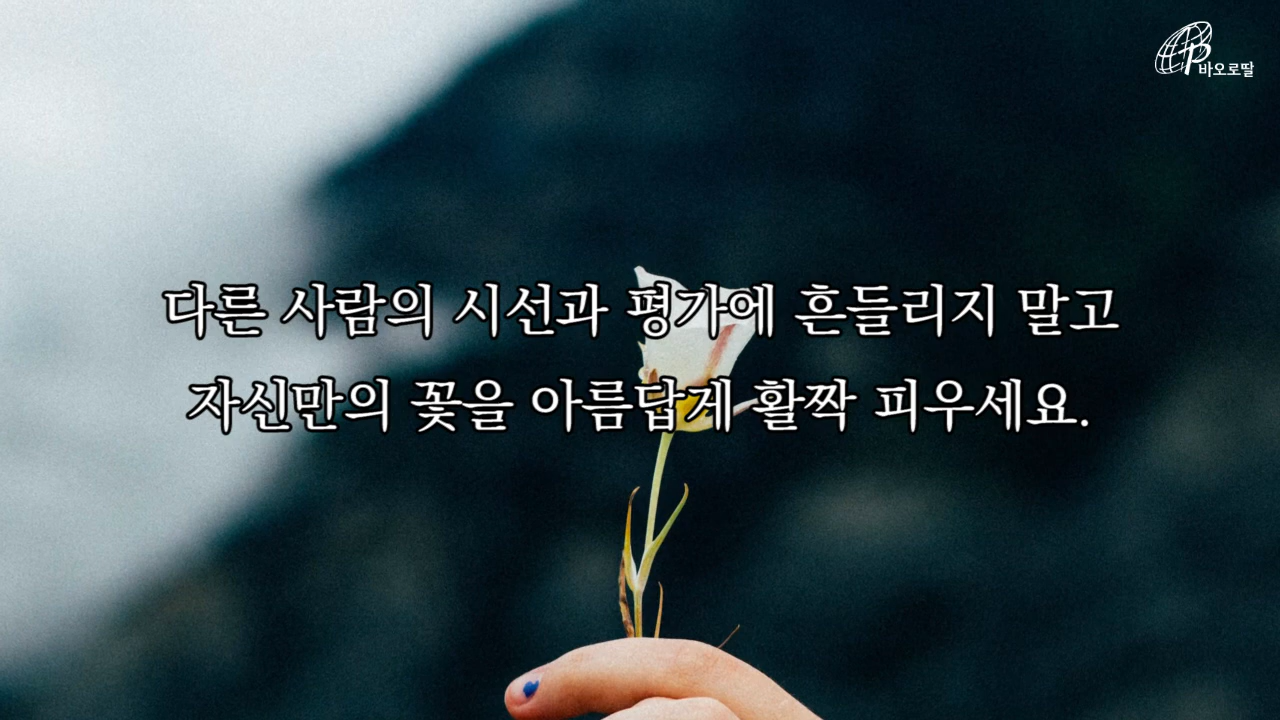 바오로딸
다른 사람의 시선과 평가에 흔들리지 말고
자신만의 꽃을 아름답게 활짝 피우세요.